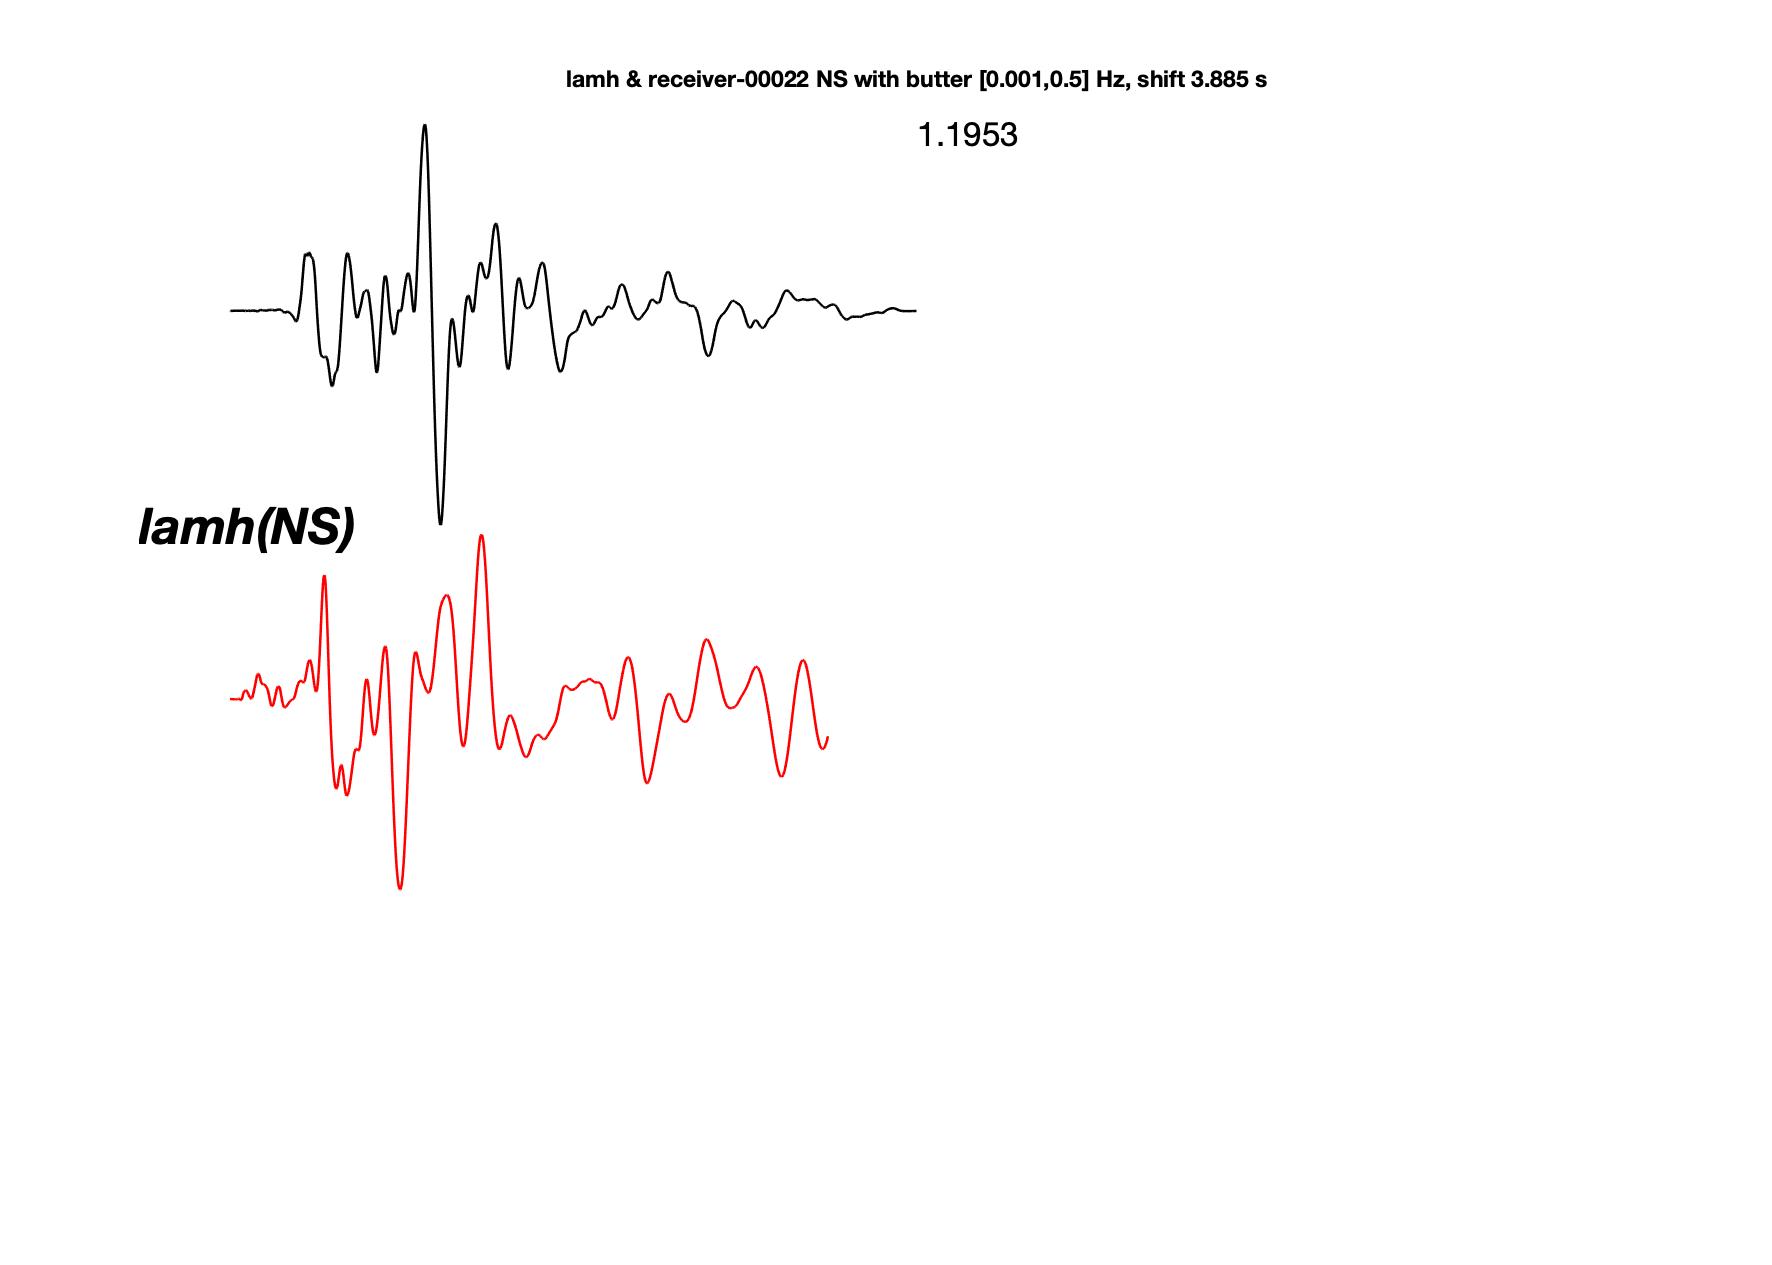 lamh & receiver-00022 NS with butter [0.001,0.5] Hz, shift 3.885 s
1.1953
lamh(NS)